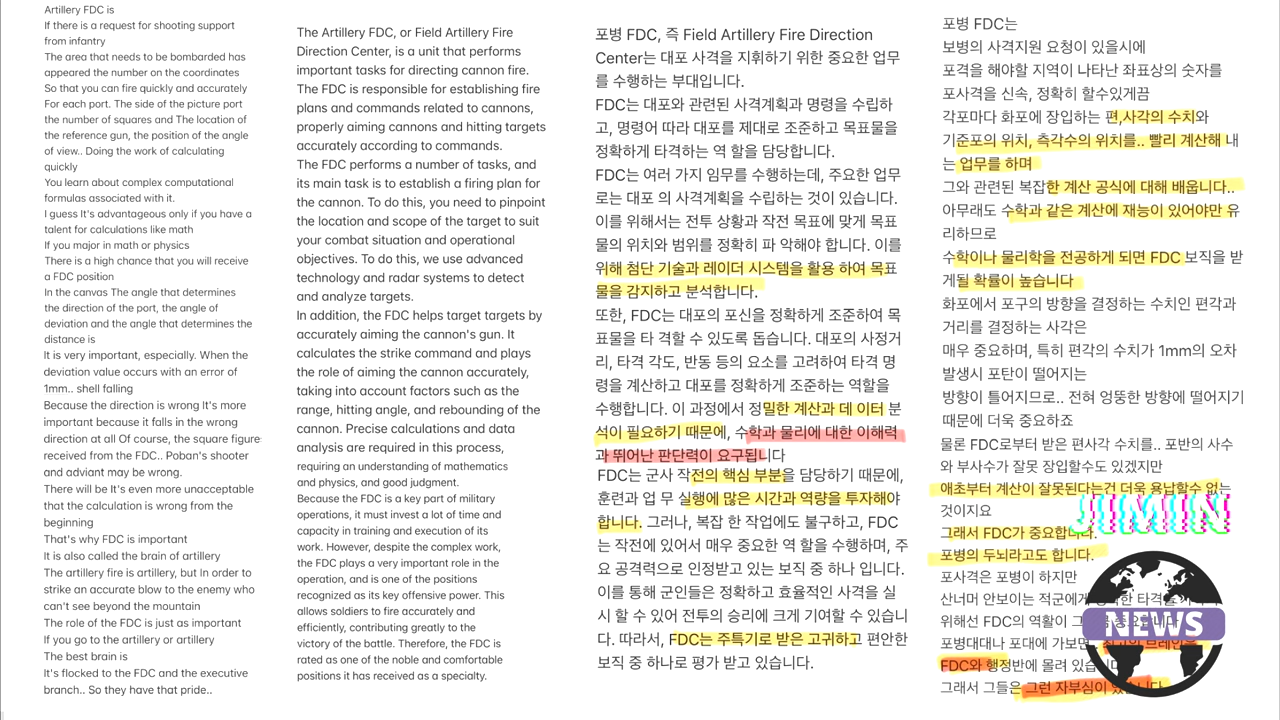 Artillery FDC is
If there is a request for shooting support
from infantry
The area that needs to be bombarded has
appeared the number on the coordinates
So that you can fire quickly and accurately
For each port. The side of the picture port
the number of squares and The location of
the reference gun, the position of the angle
of view.. Doing the work of calculating
quickly
You learn about complex computational
formulas associated with it.
I guess It's advantageous only if you have a
talent for calculations like math
If you major in math or physics
There is a high chance that you will receive
a FDC position
In the canvas The angle that determines
the direction of the port, the angle of
deviation and the angle that determines the
distance is
It is very important, especially. When the
deviation value occurs with an error of
1mm.. shell falling
Because the direction is wrong It's more
important because it falls in the wrong
direction at all Of course, the square figure
received from the FDC.. Poban's shooter
and adviant may be wrong.
There will be It's even more unacceptable
that the calculation is wrong from the
beginning
That's why FDC is important
It is also called the brain of artillery
The artillery fire is artillery, but In order to
strike an accurate blow to the enemy who
can't see beyond the mountain
The role of the FDC is just as important
If you go to the artillery or artillery
The best brain is
It's flocked to the FDC and the executive
branch.. So they have that pride..
The Artillery FDC, or Field Artillery Fire
Direction Center, is a unit that performs
important tasks for directing cannon fire.
The FDC is responsible for establishing fire
plans and commands related to cannons,
properly aiming cannons and hitting targets
accurately according to commands.
The FDC performs a number of tasks, and
its main task is to establish a firing plan for
the cannon. To do this, you need to pinpoint
the location and scope of the target to suit
your combat situation and operational
objectives. To do this, we use advanced
technology and radar systems to detect
and analyze targets.
In addition, the FDC helps target targets by
accurately aiming the cannon's gun. It
calculates the strike command and plays
the role of aiming the cannon accurately,
taking into account factors such as the
range, hitting angle, and rebounding of the
cannon. Precise calculations and data
analysis are required in this process,
requiring an understanding of mathematics
and physics, and good judgment.
Because the FDC is a key part of military
operations, it must invest a lot of time and
capacity in training and execution of its
work. However, despite the complex work,
the FDC plays a very important role in the
operation, and is one of the positions
recognized as its key offensive power. This
allows soldiers to fire accurately and
efficiently, contributing greatly to the
victory of the battle. Therefore, the FDC is
rated as one of the noble and comfortable
positions it has received as a specialty.
포병 FDC, 즉 Field Artillery Fire Direction
Center는 대포 사격을 지휘하기 위한 중요한 업무
를 수행하는 부대입니다.
FDC는 대포와 관련된 사격계획과 명령을 수립하
고, 명령어 따라 대포를 제대로 조준하고 목표물을
정확하게 타격하는 역 할을 담당합니다.
FDC는 여러 가지 임무를 수행하는데, 주요한 업무
로는 대포 의 사격계획을 수립하는 것이 있습니다.
이를 위해서는 전투 상황과 작전 목표에 맞게 목표
물의 위치와 범위를 정확히 파 악해야 합니다. 이를
위해 첨단 기술과 레이더 시스템을 활용 하여 목표
물을 감지하고 분석합니다.
또한, FDC는 대포의 포신을 정확하게 조준하여 목
표물을 타 격할 수 있도록 돕습니다. 대포의 사정거
리, 타격 각도, 반동 등의 요소를 고려하여 타격 명
령을 계산하고 대포를 정확하게 조준하는 역할을
수행합니다. 이 과정에서 정밀한 계산과 데 이터 분
석이 필요하기 때문에, 수학과 물리에 대한 이해력
과 뛰어난 판단력이 요구됩니다
FDC는 군사 작전의 핵심 부분을 담당하기 때문에,
훈련과 업 무 실행에 많은 시간과 역량을 투자해야
합니다. 그러나, 복잡 한 작업에도 불구하고, FDC
는 작전에 있어서 매우 중요한 역 할을 수행하며, 주
요 공격력으로 인정받고 있는 보직 중 하나 입니다.
이를 통해 군인들은 정확하고 효율적인 사격을 실
시 할 수 있어 전투의 승리에 크게 기여할 수 있습니
다. 따라서, FDC는 주특기로 받은 고귀하고 편안한
보직 중 하나로 평가 받고 있습니다.
포병 FDC는
보병의 사격지원 요청이 있을시에
포격을 해야할 지역이 나타난 좌표상의 숫자를
포사격을 신속, 정확히 할수있게끔
각포마다 화포에 장입하는 편,사각의 수치와
기준포의 위치, 측각수의 위치를.. 빨리 계산해 내
는 업무를 하며
그와 관련된 복잡한 계산 공식에 대해 배웁니다..
아무래도 수학과 같은 계산에 재능이 있어야만 유
리하므로
수학이나 물리학을 전공하게 되면 FDC 보직을 받
게될 확률이 높습니다
화포에서 포구의 방향을 결정하는 수치인 편각과
거리를 결정하는 사각은
매우 중요하며, 특히 편각의 수치가 1mm의 오차
발생시 포탄이 떨어지는
방향이 틀어지므로.. 전혀 엉뚱한 방향에 떨어지기
때문에 더욱 중요하죠
물론 FDC로부터 받은 편사각 수치를.. 포반의 사수
와 부사수가 잘못 장입할수도 있겠지만
애초부터 계산이 잘못된다는건 더욱 용납할수 없는
것이지요
그래서 FDC가 중요합니다.
포병의 두뇌라고도 합니다.
포사격은 포병이 하지만
산너머 안보이는 적군에게 타격을
위해선 FDC의 역활이 중요합니다
포병대대나 포대에 가보면..
FDC와 행정반에 몰려 있습
그래서 그들은 그런 자부심이
JIMIN
NEWS